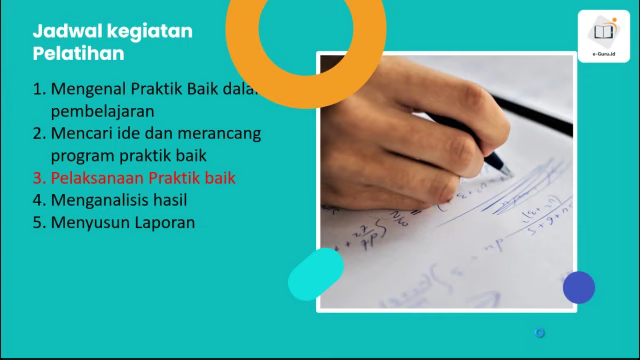 Jadwal kegiatan
Pelatihan
1. Mengenal Praktik Baik dalam
pembelajaran
2. Mencari ide dan merancang
program praktik baik
3. Pelaksanaan Praktik baik
4. Menganalisis hasil
5. Menyusun Laporan
e-Guru.id